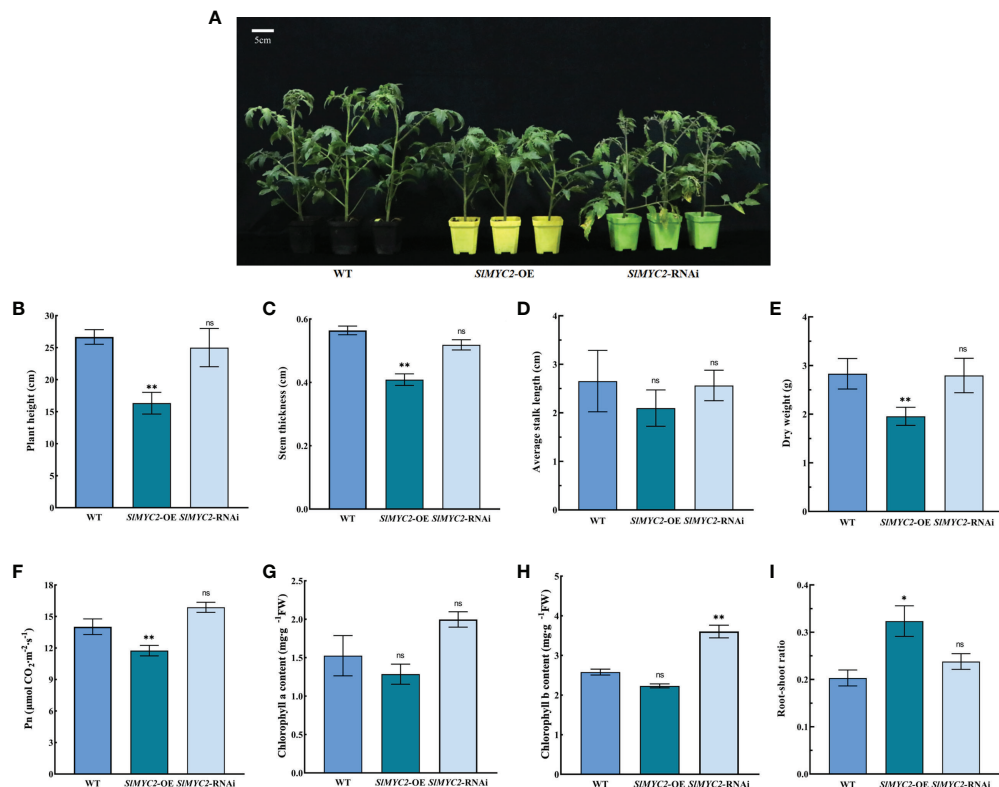 A
5cm
WT SlMYC2-OE SlMYC2-RNAi
B
Plant height (cm)
30
25
20
15
10
5
0
**
ns
WT SlMYC2-OE SlMYC2-RNAi
C
Stem thickness (cm)
0.6
0.4
0.2
0.0
**
ns
WT SlMYC2-OE SlMYC2-RNAi
D
Average stalk length (cm)
4
3
2
1
0
ns
ns
WT SlMYC2-OE SlMYC2-RNAi
E
Dry weight (g)
4
3
2
1
0
**
ns
WT SlMYC2-OE SlMYC2-RNAi
F
Pn (μmol CO₂·m⁻²·s⁻¹)
18
15
12
9
6
3
0
**
ns
WT SlMYC2-OE SlMYC2-RNAi
G
Chlorophyll a content (mg·g ⁻¹FW)
2.5
2.0
1.5
1.0
0.5
0.0
ns
ns
WT SlMYC2-OE SlMYC2-RNAi
H
Chlorophyll b content (mg·g ⁻¹FW)
5
4
3
2
1
0
ns
**
WT SlMYC2-OE SlMYC2-RNAi
I
Root-shoot ratio
0.4
0.3
0.2
0.1
0.0
*
ns
WT SlMYC2-OE SlMYC2-RNAi